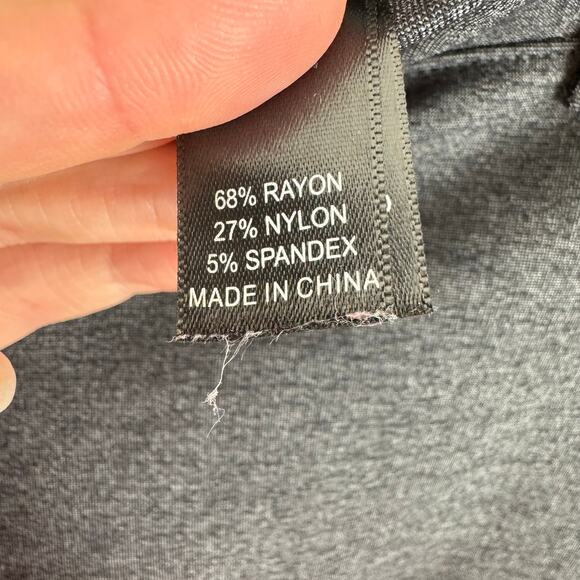 68% RAYON
27% NYLON
5% SPANDEX
MADE IN CHINA